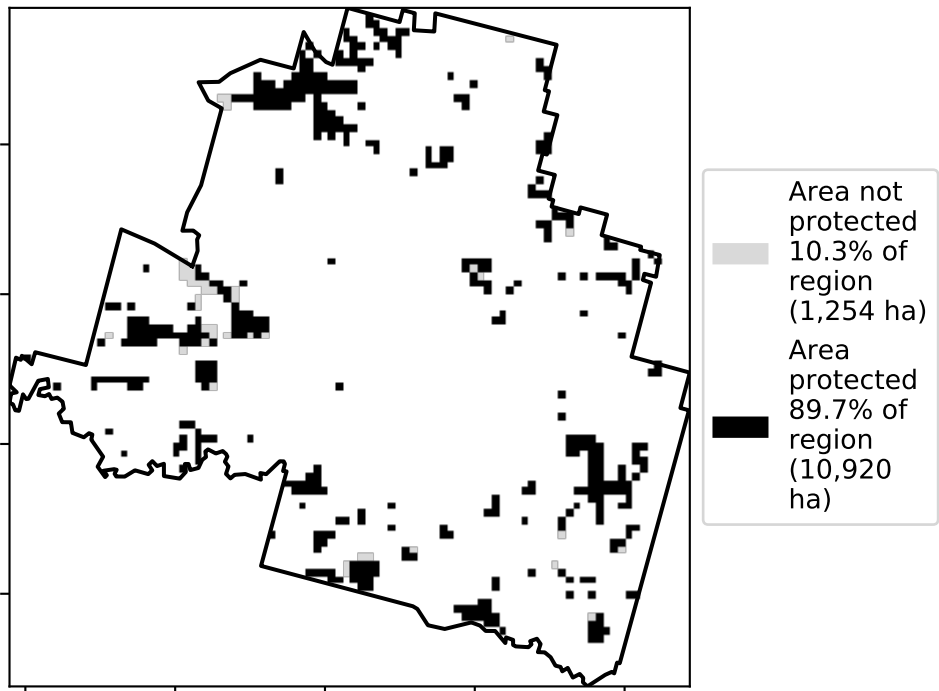 Area not
protected
10.3% of
region
(1,254 ha)
Area
protected
89.7% of
region
(10,920
ha)